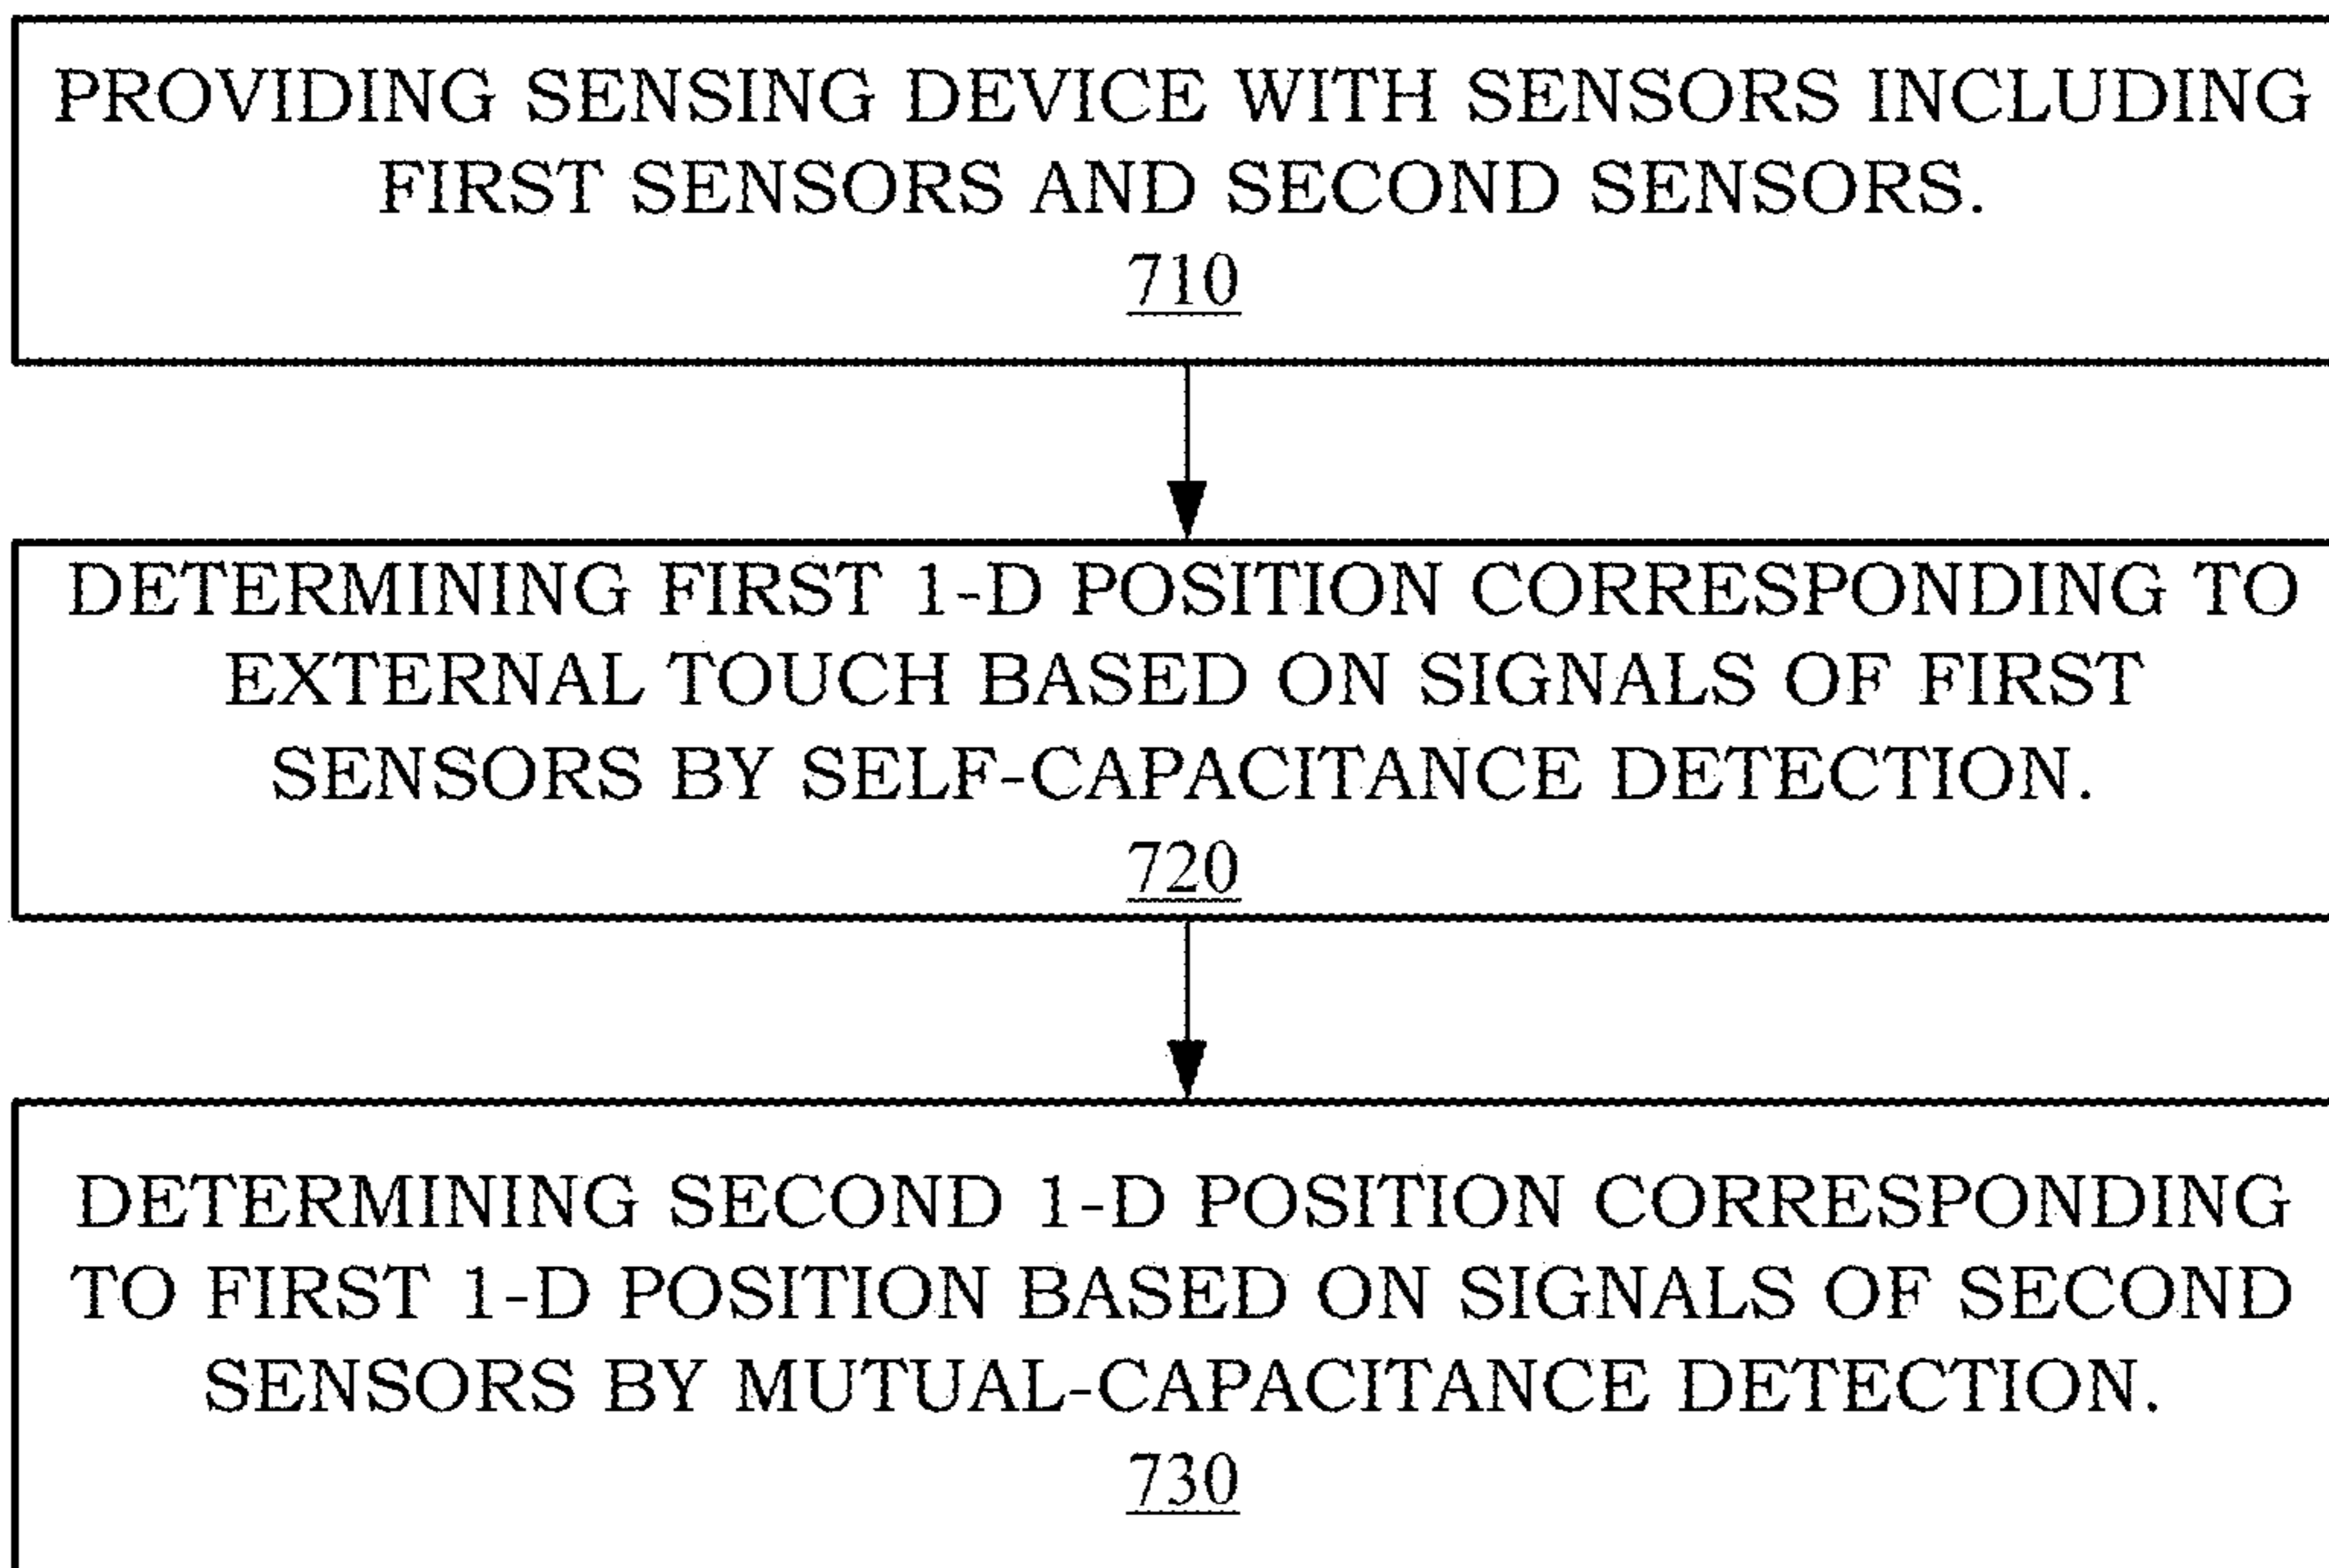 PROVIDING SENSING DEVICE WITH SENSORS INCLUDING
FIRST SENSORS AND SECOND SENSORS.
710
DETERMINING FIRST 1-D POSITION CORRESPONDING TO
EXTERNAL TOUCH BASED ON SIGNALS OF FIRST
SENSORS BY SELF-CAPACITANCE DETECTION.
720
DETERMINING SECOND 1-D POSITION CORRESPONDING
TO FIRST 1-D POSITION BASED ON SIGNALS OF SECOND
SENSORS BY MUTUAL-CAPACITANCE DETECTION.
730